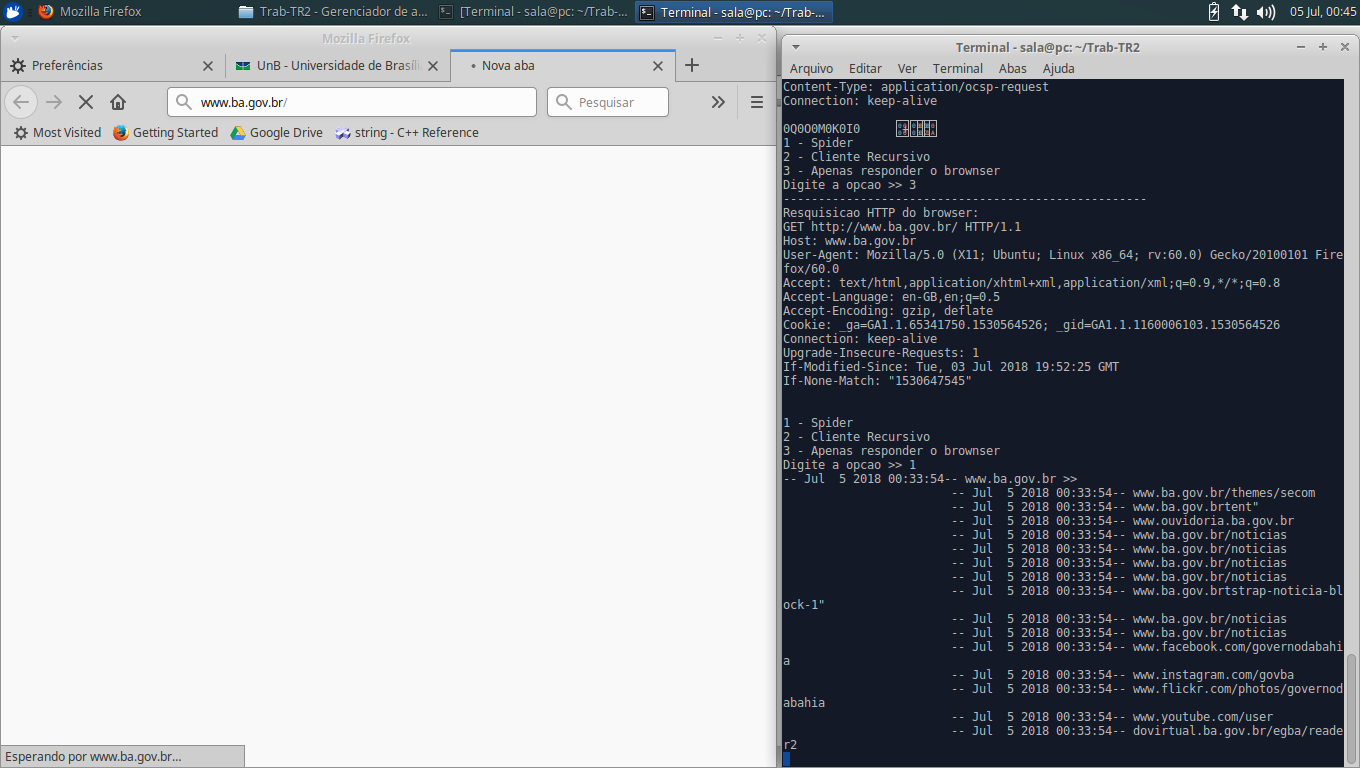 Mozilla Firefox
Trab-TR2 - Gerenciador de a...
[Terminal - sala@pc: ~/Trab-...
Terminal - sala@pc: ~/Trab-...
05 Jul, 00:45
Mozilla Firefox
Preferências
UnB - Universidade de Brasíl
• Nova aba
www.ba.gov.br/
Pesquisar
Most Visited
Getting Started
Google Drive
string - C++ Reference
Esperando por www.ba.gov.br...
Terminal - sala@pc: ~/Trab-TR2
Arquivo Editar Ver Terminal Abas Ajuda
Content-Type: application/ocsp-request
Connection: keep-alive
0Q0O0M0K0I0
1 - Spider
2 - Cliente Recursivo
3 - Apenas responder o brownser
Digite a opcao >> 3
----------------------------------------------------
Resquisicao HTTP do browser:
GET http://www.ba.gov.br/ HTTP/1.1
Host: www.ba.gov.br
User-Agent: Mozilla/5.0 (X11; Ubuntu; Linux x86_64; rv:60.0) Gecko/20100101 Fire
fox/60.0
Accept: text/html,application/xhtml+xml,application/xml;q=0.9,*/*;q=0.8
Accept-Language: en-GB,en;q=0.5
Accept-Encoding: gzip, deflate
Cookie: _ga=GA1.1.65341750.1530564526; _gid=GA1.1.1160006103.1530564526
Connection: keep-alive
Upgrade-Insecure-Requests: 1
If-Modified-Since: Tue, 03 Jul 2018 19:52:25 GMT
If-None-Match: "1530647545"
1 - Spider
2 - Cliente Recursivo
3 - Apenas responder o brownser
Digite a opcao >> 1
-- Jul  5 2018 00:33:54-- www.ba.gov.br >>
-- Jul  5 2018 00:33:54-- www.ba.gov.br/themes/secom
-- Jul  5 2018 00:33:54-- www.ba.gov.brtent"
-- Jul  5 2018 00:33:54-- www.ouvidoria.ba.gov.br
-- Jul  5 2018 00:33:54-- www.ba.gov.br/noticias
-- Jul  5 2018 00:33:54-- www.ba.gov.br/noticias
-- Jul  5 2018 00:33:54-- www.ba.gov.br/noticias
-- Jul  5 2018 00:33:54-- www.ba.gov.br/noticias
-- Jul  5 2018 00:33:54-- www.ba.gov.brtstrap-noticia-bl
ock-1"
-- Jul  5 2018 00:33:54-- www.ba.gov.br/noticias
-- Jul  5 2018 00:33:54-- www.ba.gov.br/noticias
-- Jul  5 2018 00:33:54-- www.facebook.com/governodabahi
a
-- Jul  5 2018 00:33:54-- www.instagram.com/govba
-- Jul  5 2018 00:33:54-- www.flickr.com/photos/governod
abahia
-- Jul  5 2018 00:33:54-- www.youtube.com/user
-- Jul  5 2018 00:33:54-- dovirtual.ba.gov.br/egba/reade
r2